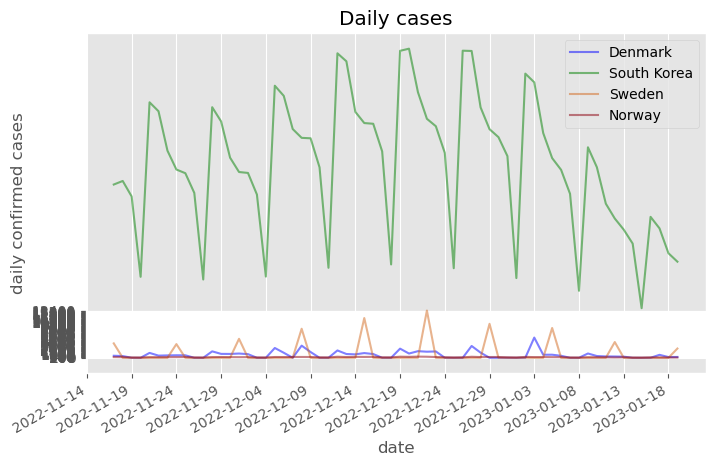 Daily cases
Denmark
South Korea
Sweden
Norway
daily confirmed cases
2022-11-14
2022-11-19
2022-11-24
2022-11-29
2022-12-04
2022-12-09
2022-12-14
2022-12-19
2022-12-24
2022-12-29
2023-01-03
2023-01-08
2023-01-13
2023-01-18
date